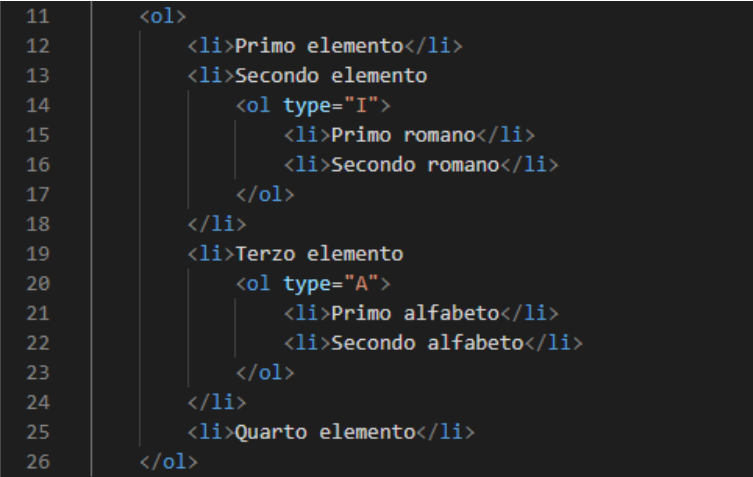 11 <ol>
12 <li>Primo elemento</li>
13 <li>Secondo elemento
14 <ol type="I">
15 <li>Primo romano</li>
16 <li>Secondo romano</li>
17 </ol>
18 </li>
19 <li>Terzo elemento
20 <ol type="A">
21 <li>Primo alfabeto</li>
22 <li>Secondo alfabeto</li>
23 </ol>
24 </li>
25 <li>Quarto elemento</li>
26 </ol>